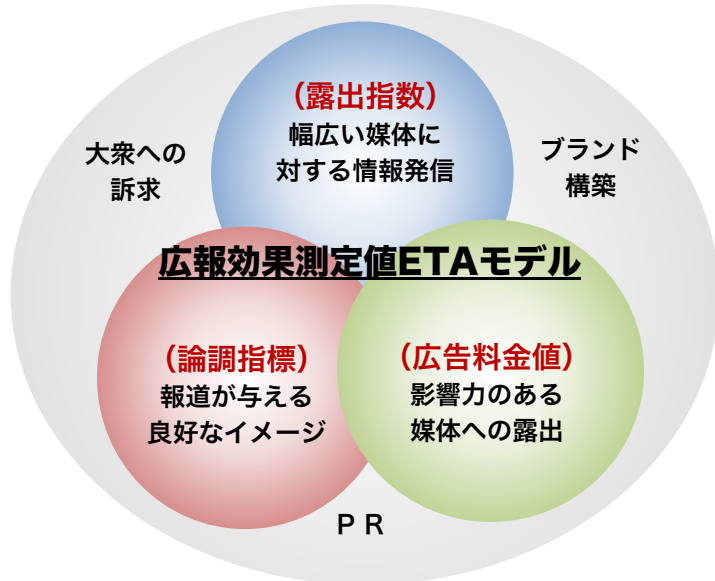 （露出指数）
幅広い媒体に
対する情報発信
大衆への
訴求
ブランド
構築
広報効果測定値ETAモデル
（論調指標）
報道が与える
良好なイメージ
（広告料金値）
影響力のある
媒体への露出
ＰＲ